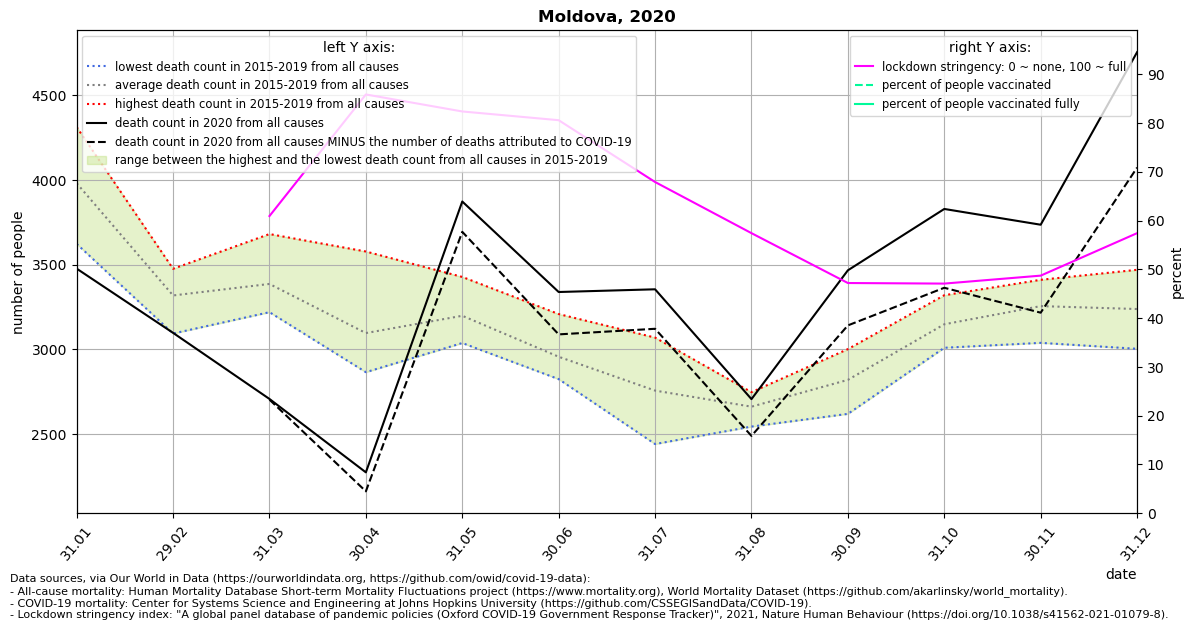 Moldova, 2020
left Y axis:
lowest death count in 2015-2019 from all causes
average death count in 2015-2019 from all causes
highest death count in 2015-2019 from all causes
death count in 2020 from all causes
death count in 2020 from all causes MINUS the number of deaths attributed to COVID-19
range between the highest and the lowest death count from all causes in 2015-2019
right Y axis:
lockdown stringency: 0 ~ none, 100 ~ full
percent of people vaccinated
percent of people vaccinated fully
number of people
4500
4000
3500
3000
2500
percent
90
80
70
60
50
40
30
20
10
0
31.01
29.02
31.03
30.04
31.05
30.06
31.07
31.08
30.09
31.10
30.11
31.12
date
Data sources, via Our World in Data (https://ourworldindata.org, https://github.com/owid/covid-19-data):
- All-cause mortality: Human Mortality Database Short-term Mortality Fluctuations project (https://www.mortality.org), World Mortality Dataset (https://github.com/akarlinsky/world_mortality).
- COVID-19 mortality: Center for Systems Science and Engineering at Johns Hopkins University (https://github.com/CSSEGISandData/COVID-19).
- Lockdown stringency index: "A global panel database of pandemic policies (Oxford COVID-19 Government Response Tracker)", 2021, Nature Human Behaviour (https://doi.org/10.1038/s41562-021-01079-8).